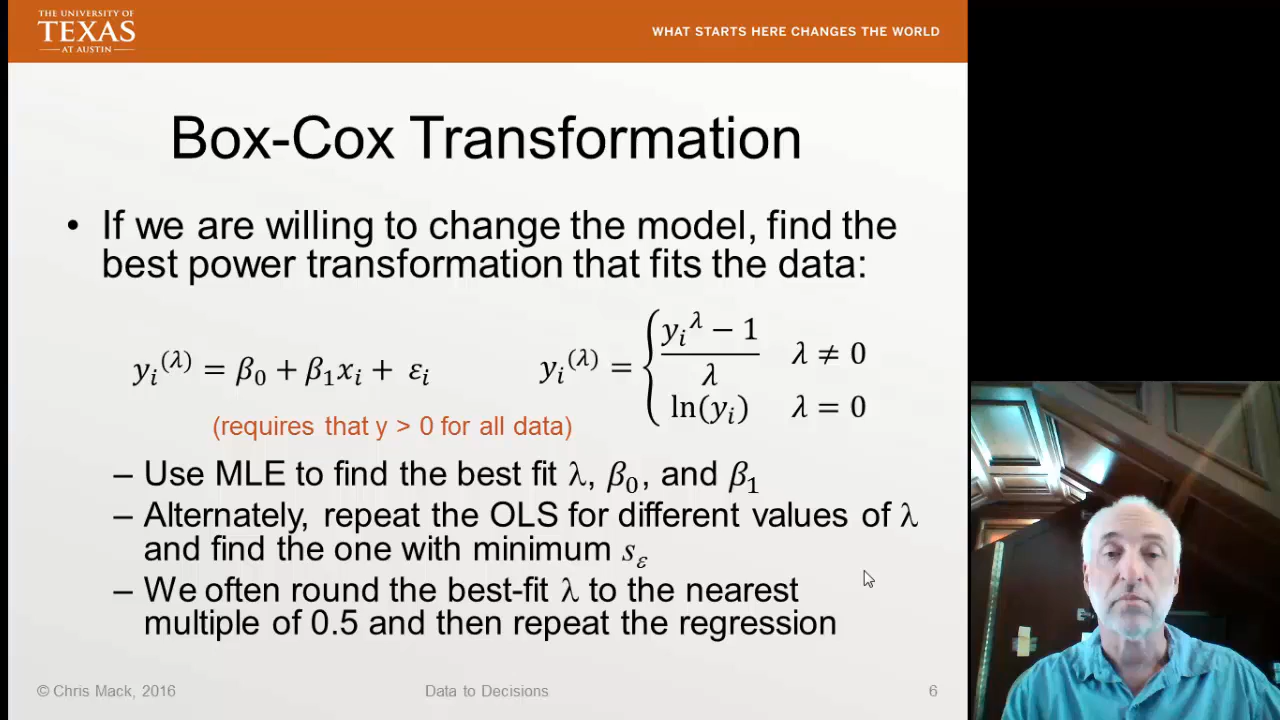 THE UNIVERSITY OF
TEXAS
AT AUSTIN
WHAT STARTS HERE CHANGES THE WORLD
Box-Cox Transformation
• If we are willing to change the model, find the
best power transformation that fits the data:
yᵢ⁽λ⁾ = β₀ + β₁xᵢ + εᵢ
yᵢ⁽λ⁾ = { (yᵢ^λ − 1)/λ λ ≠ 0
ln(yᵢ) λ = 0
(requires that y > 0 for all data)
– Use MLE to find the best fit λ, β₀, and β₁
– Alternately, repeat the OLS for different values of λ
and find the one with minimum sε
– We often round the best-fit λ to the nearest
multiple of 0.5 and then repeat the regression
© Chris Mack, 2016
Data to Decisions
6